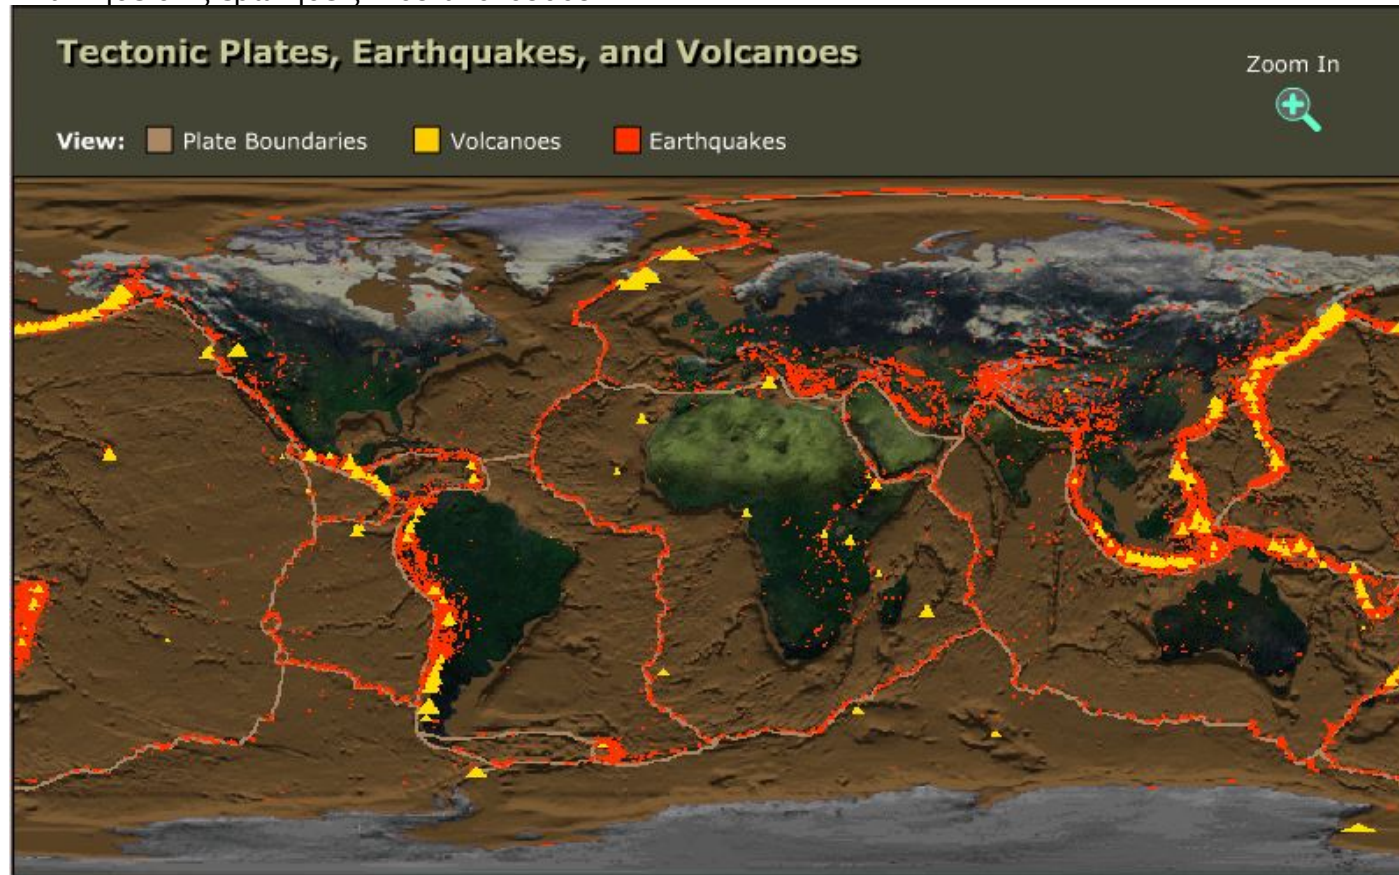 Tectonic Plates, Earthquakes, and Volcanoes
Zoom In
View: Plate Boundaries Volcanoes Earthquakes